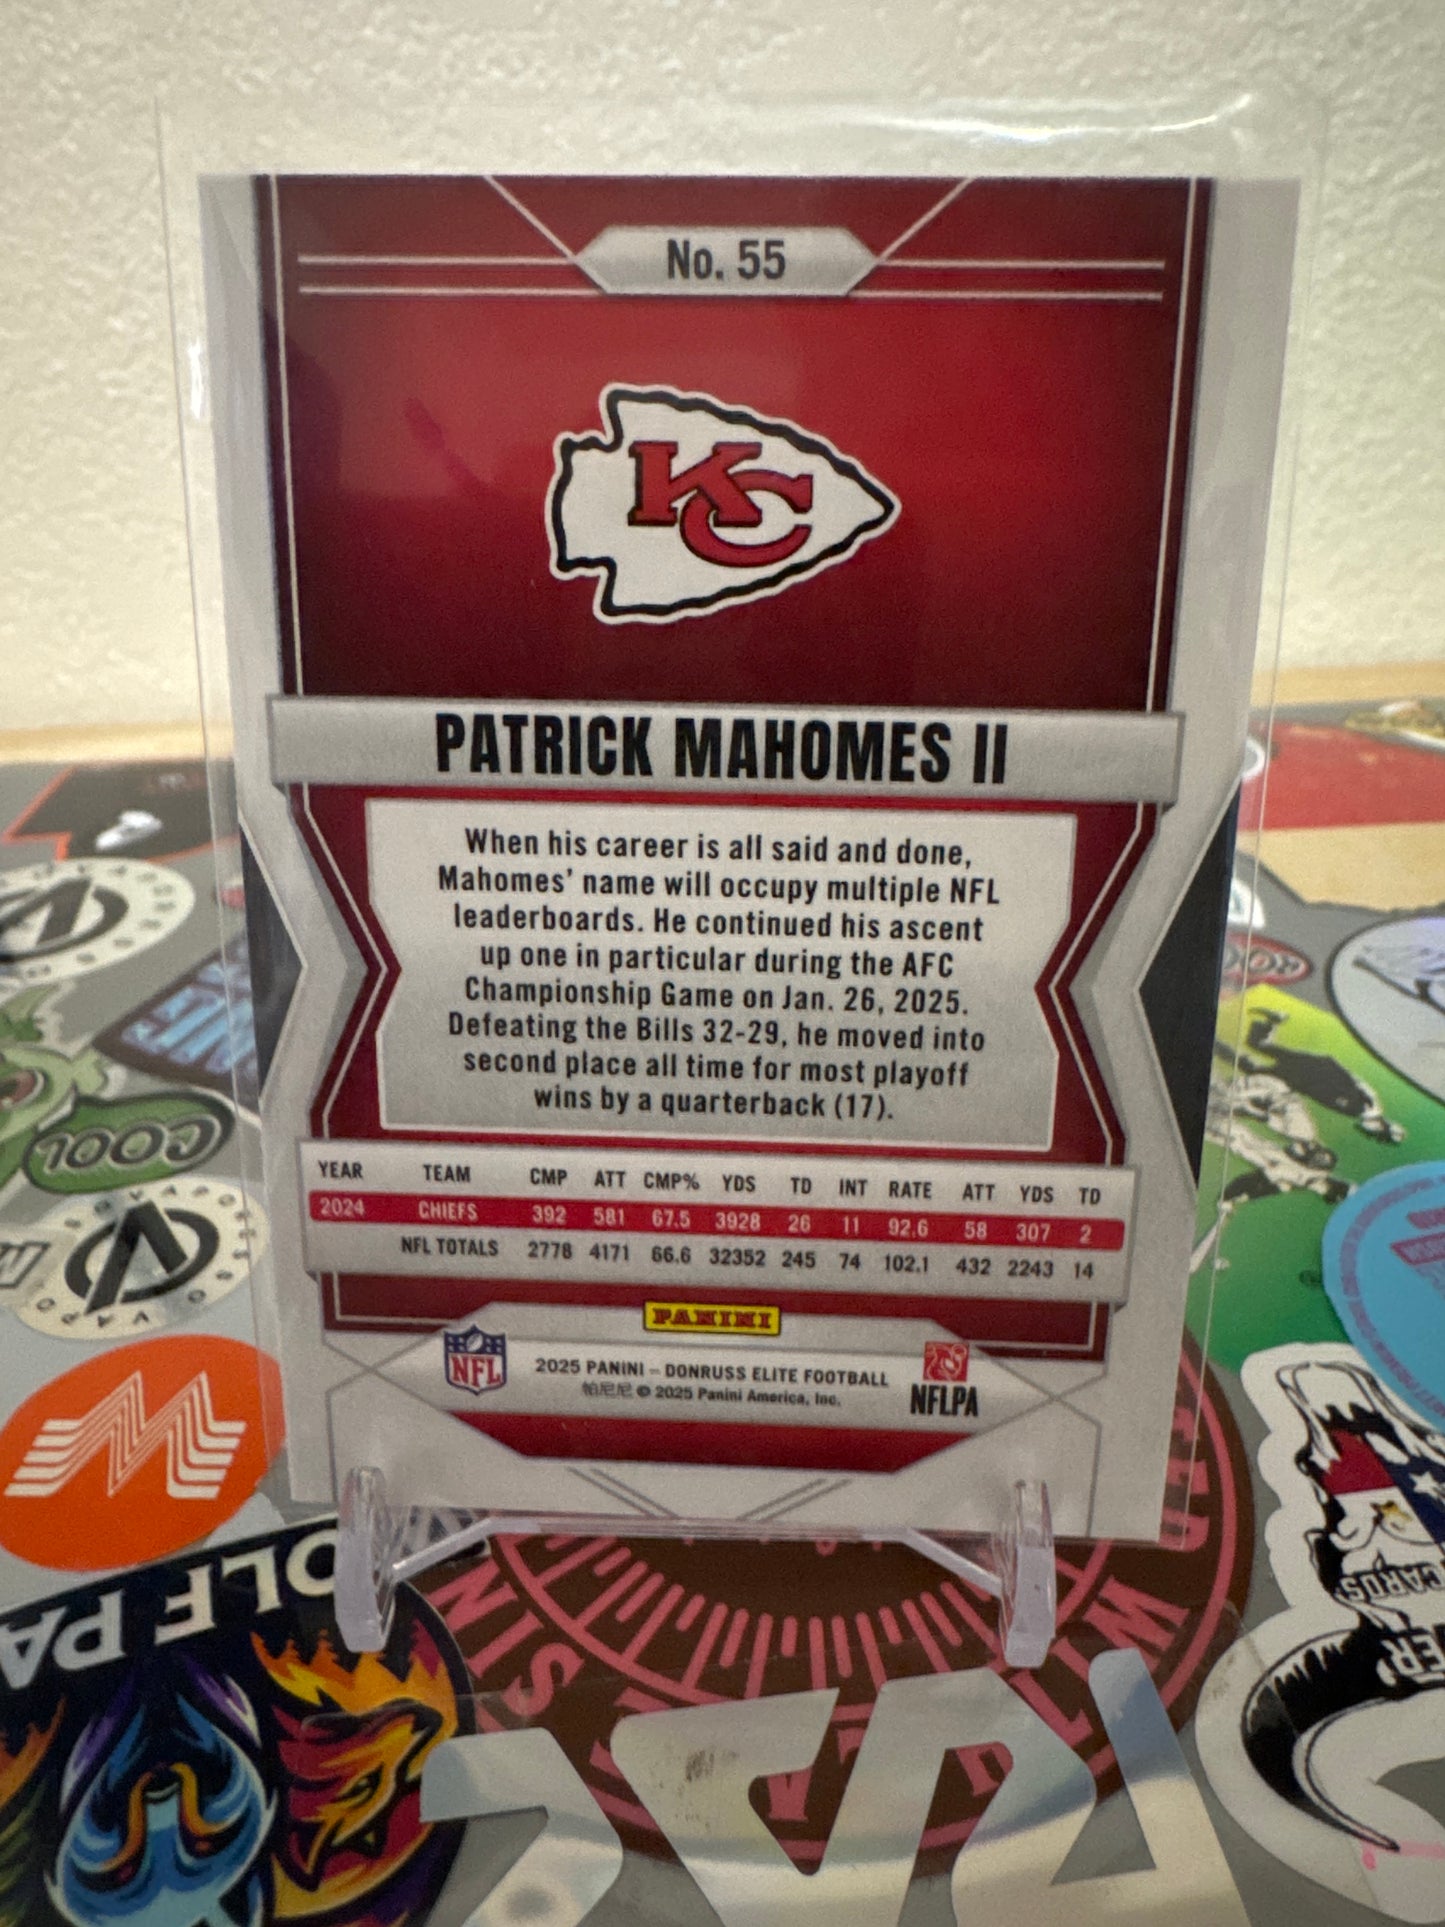 No. 55
KC
PATRICK MAHOMES II
When his career is all said and done,
Mahomes' name will occupy multiple NFL
leaderboards. He continued his ascent
up one in particular during the AFC
Championship Game on Jan. 26, 2025.
Defeating the Bills 32-29, he moved into
second place all time for most playoff
wins by a quarterback (17).
YEAR TEAM CMP ATT CMP% YDS TD INT RATE ATT YDS TD
2024 CHIEFS 392 581 67.5 3928 26 11 92.6 58 307 2
NFL TOTALS 2778 4171 66.6 32352 245 74 102.1 432 2243 14
PANINI
NFL
2025 PANINI – DONRUSS ELITE FOOTBALL
帕尼尼 © 2025 Panini America, Inc.
NFLPA
COOL
OLF PA
SIN